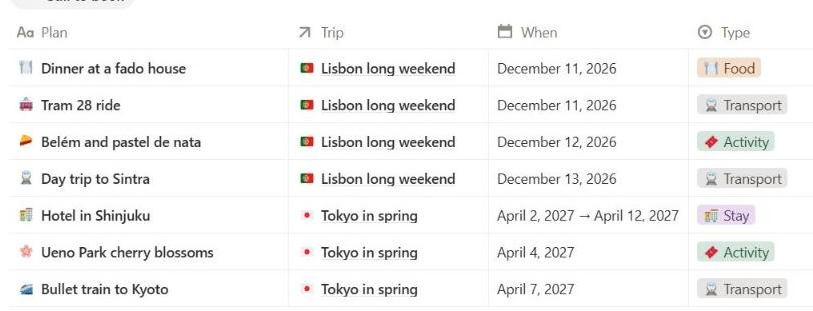 Aa Plan Trip When Type
Dinner at a fado house Lisbon long weekend December 11, 2026 Food
Tram 28 ride Lisbon long weekend December 11, 2026 Transport
Belém and pastel de nata Lisbon long weekend December 12, 2026 Activity
Day trip to Sintra Lisbon long weekend December 13, 2026 Transport
Hotel in Shinjuku Tokyo in spring April 2, 2027 → April 12, 2027 Stay
Ueno Park cherry blossoms Tokyo in spring April 4, 2027 Activity
Bullet train to Kyoto Tokyo in spring April 7, 2027 Transport